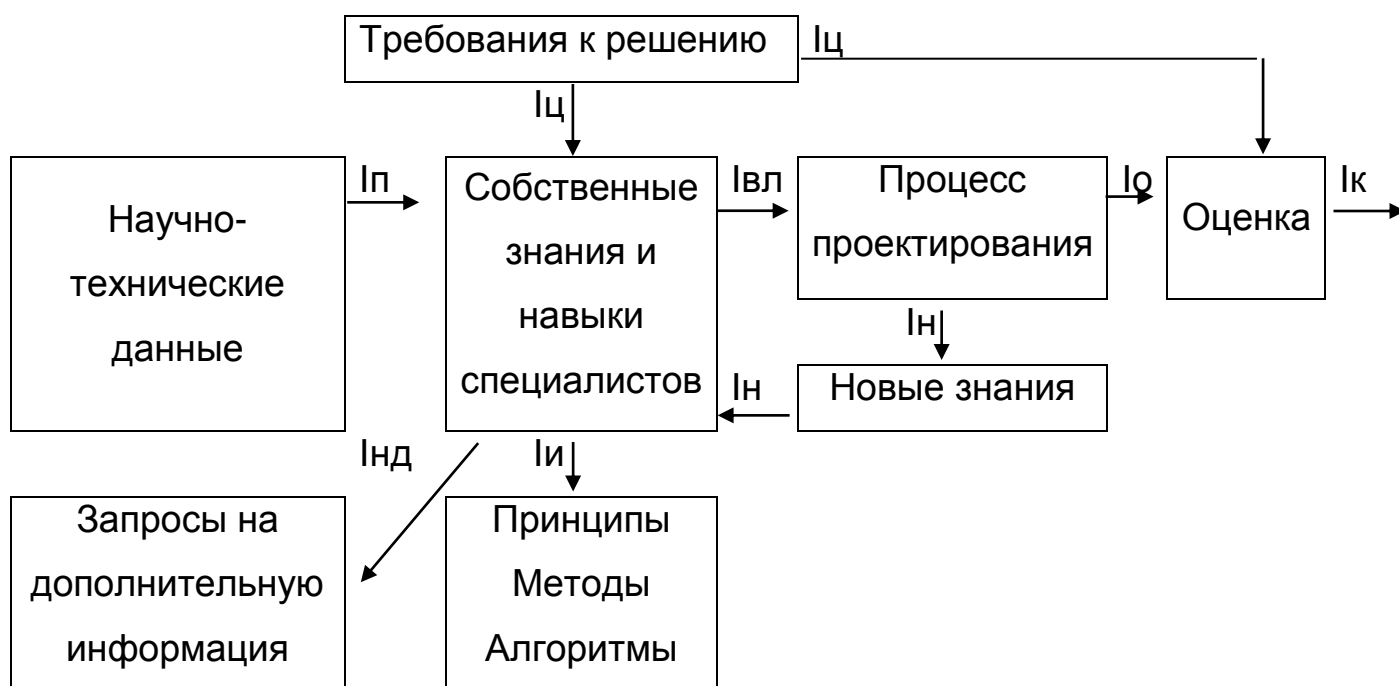 Требования к решению
Iц
Iц
Научно-
технические
данные
Iп
Собственные
знания и
навыки
специалистов
Iвл
Процесс
проектирования
Iо
Оценка
Iк
Iн
Iн
Новые знания
Iнд
Iи
Запросы на
дополнительную
информация
Принципы
Методы
Алгоритмы